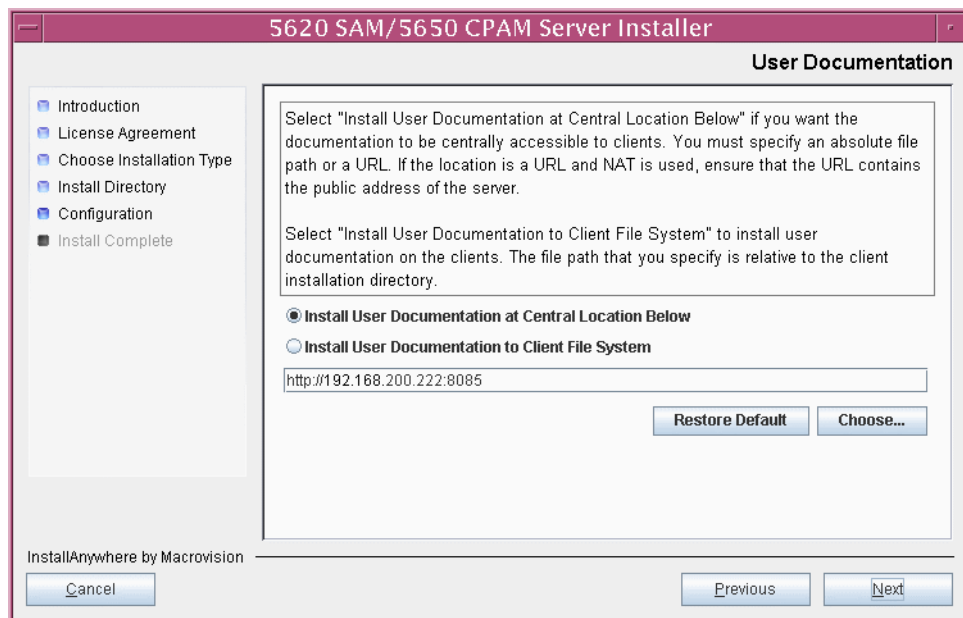 5620 SAM/5650 CPAM Server Installer
User Documentation
Introduction
License Agreement
Choose Installation Type
Install Directory
Configuration
Install Complete
Select "Install User Documentation at Central Location Below" if you want the
documentation to be centrally accessible to clients. You must specify an absolute file
path or a URL. If the location is a URL and NAT is used, ensure that the URL contains
the public address of the server.
Select "Install User Documentation to Client File System" to install user
documentation on the clients. The file path that you specify is relative to the client
installation directory.
Install User Documentation at Central Location Below
Install User Documentation to Client File System
http://192.168.200.222:8085
Restore Default
Choose...
InstallAnywhere by Macrovision
Cancel
Previous
Next